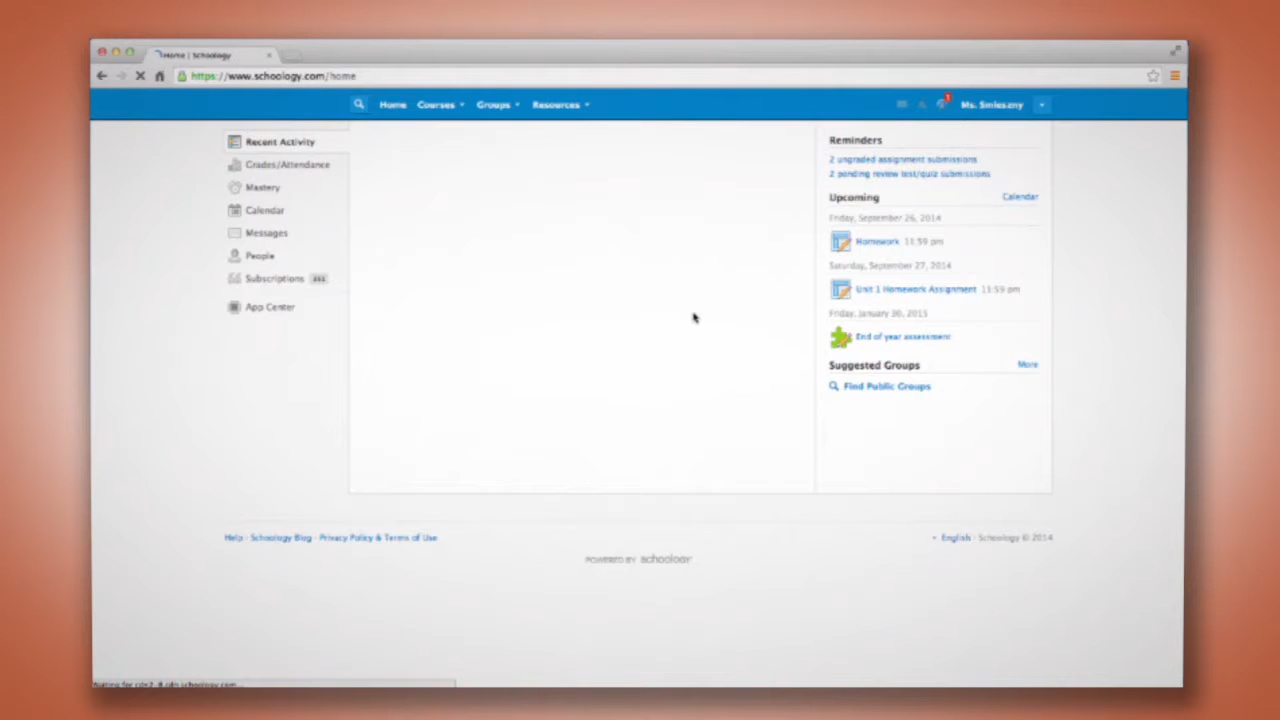 Home | Schoology
https://www.schoology.com/home
Home Courses Groups Resources
1
Ms. Smieszny
Recent Activity
Grades/Attendance
Mastery
Calendar
Messages
People
Subscriptions
App Center
Reminders
2 ungraded assignment submissions
2 pending review test/quiz submissions
Upcoming Calendar
Friday, September 26, 2014
Homework 11:59 pm
Saturday, September 27, 2014
Unit 1 Homework Assignment 11:59 pm
Friday, January 30, 2015
End of year assessment
Suggested Groups More
Find Public Groups
Help · Schoology Blog · Privacy Policy & Terms of Use
English · Schoology © 2014
POWERED BY schoology